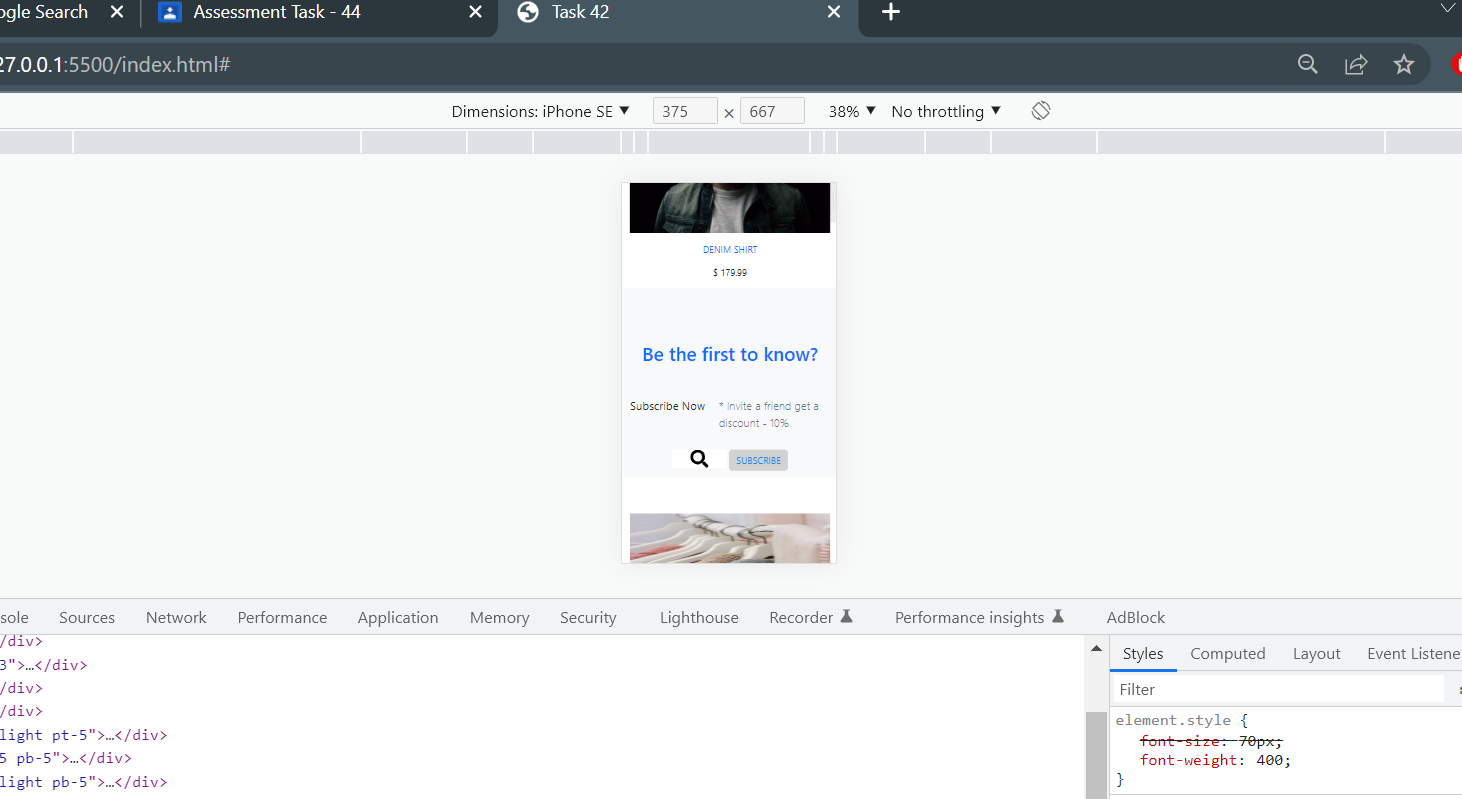 ogle Search
Assessment Task - 44
Task 42
27.0.0.1:5500/index.html#
Dimensions: iPhone SE ▼ 375 × 667 38% ▼ No throttling ▼
DENIM SHIRT
$ 179.99
Be the first to know?
Subscribe Now
* Invite a friend get a
discount - 10%
SUBSCRIBE
sole Sources Network Performance Application Memory Security Lighthouse Recorder Performance insights AdBlock
/div>
3">…</div>
/div>
/div>
light pt-5">…</div>
5 pb-5">…</div>
light pb-5">…</div>
Styles Computed Layout Event Listene
Filter
element.style {
font-size: 70px;
font-weight: 400;
}